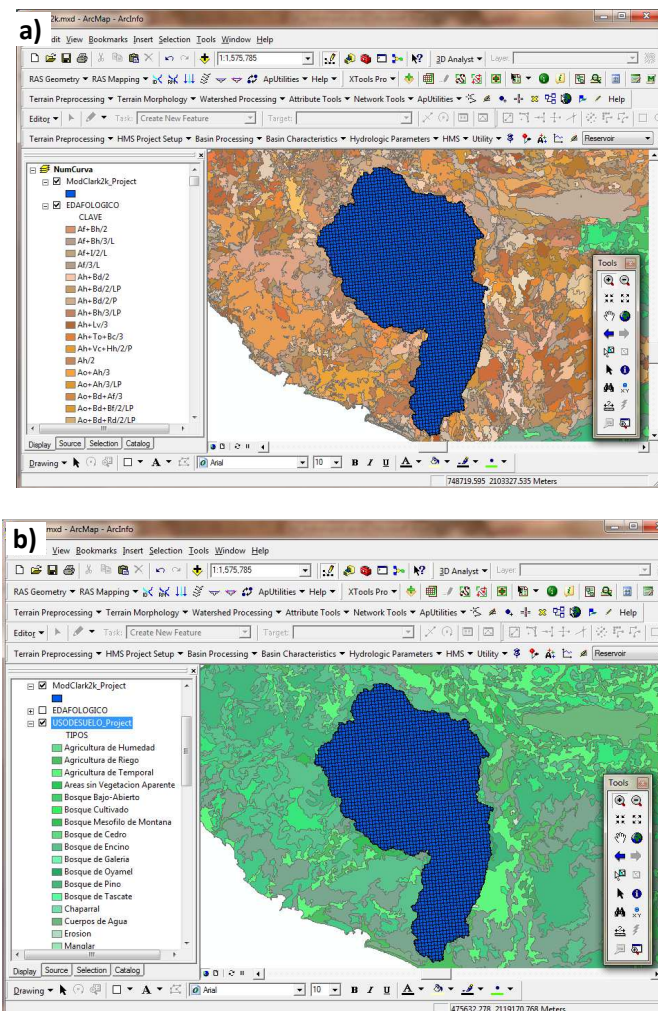 a)
2k.mxd - ArcMap - ArcInfo
dit View Bookmarks Insert Selection Tools Window Help
1:1,575,785 3D Analyst Layer:
RAS Geometry RAS Mapping ApUtilities Help XTools Pro
Terrain Preprocessing Terrain Morphology Watershed Processing Attribute Tools Network Tools ApUtilities Help
Editor Task: Create New Feature Target:
Terrain Preprocessing HMS Project Setup Basin Processing Basin Characteristics Hydrologic Parameters HMS Utility Reservoir
NumCurva
ModClark2k_Project
EDAFOLOGICO
CLAVE
Af+Bh/2
Af+Bh/3/L
Af+I/2/L
Af/3/L
Ah+Bd/2
Ah+Bd/2/LP
Ah+Bd/2/P
Ah+Bh/3/LP
Ah+Lv/3
Ah+To+Bc/3
Ah+Vc+Hh/2/P
Ah/2
Ao+Ah/3
Ao+Ah/3/LP
Ao+Bd+Af/3
Ao+Bd+Bf/2/LP
Ao+Bd+Rd/2/LP
Tools
Display Source Selection Catalog
Drawing A Arial 10 B I U A
748719.595 2103327.535 Meters
b)
mxd - ArcMap - ArcInfo
View Bookmarks Insert Selection Tools Window Help
1:1,575,785 3D Analyst Layer:
RAS Geometry RAS Mapping ApUtilities Help XTools Pro
Terrain Preprocessing Terrain Morphology Watershed Processing Attribute Tools Network Tools ApUtilities Help
Editor Task: Create New Feature Target:
Terrain Preprocessing HMS Project Setup Basin Processing Basin Characteristics Hydrologic Parameters HMS Utility Reservoir
ModClark2k_Project
EDAFOLOGICO
USODESUELO_Project
TIPOS
Agricultura de Humedad
Agricultura de Riego
Agricultura de Temporal
Areas sin Vegetacion Aparente
Bosque Bajo-Abierto
Bosque Cultivado
Bosque Mesofilo de Montana
Bosque de Cedro
Bosque de Encino
Bosque de Galeria
Bosque de Oyamel
Bosque de Pino
Bosque de Tascate
Chaparral
Cuerpos de Agua
Erosion
Manglar
Tools
Display Source Selection Catalog
Drawing A Arial 10 B I U A
475632.278 2119170.768 Meters